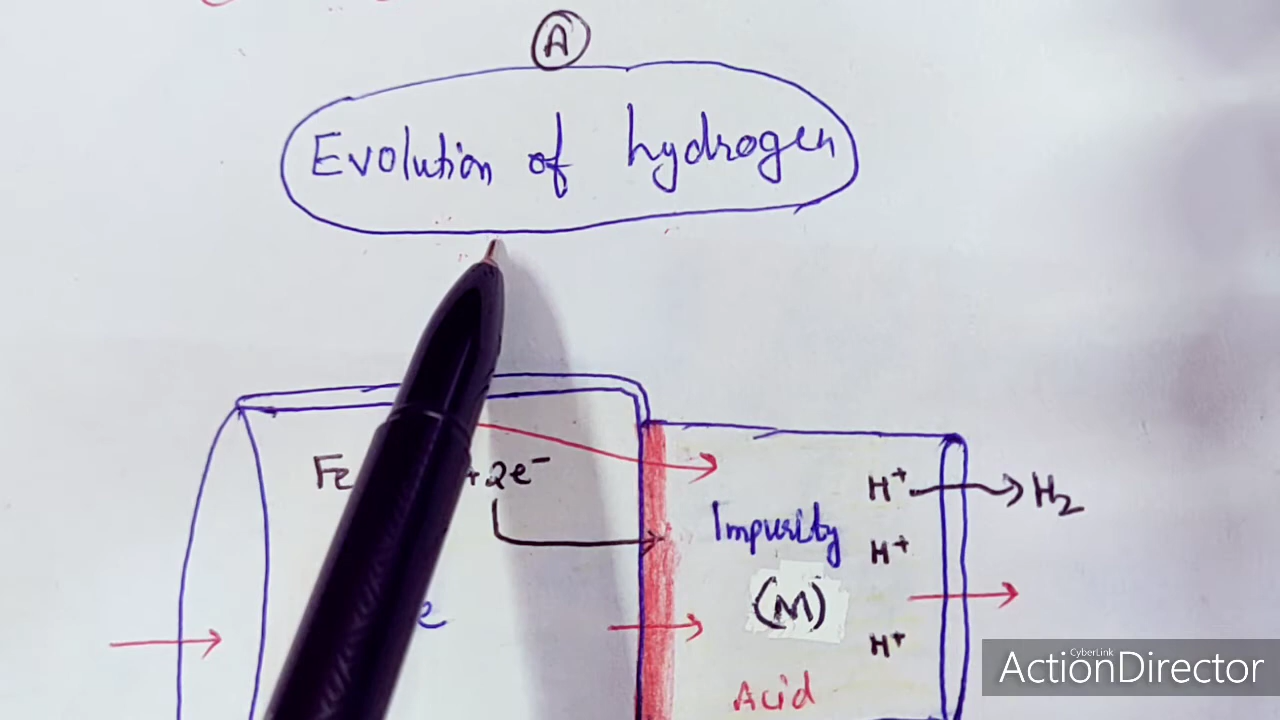 A
Evolution of hydrogen
Fe +2e⁻
H⁺ → H₂
Impurity
H⁺
(M)
e
H⁺
Acid
CyberLink
ActionDirector